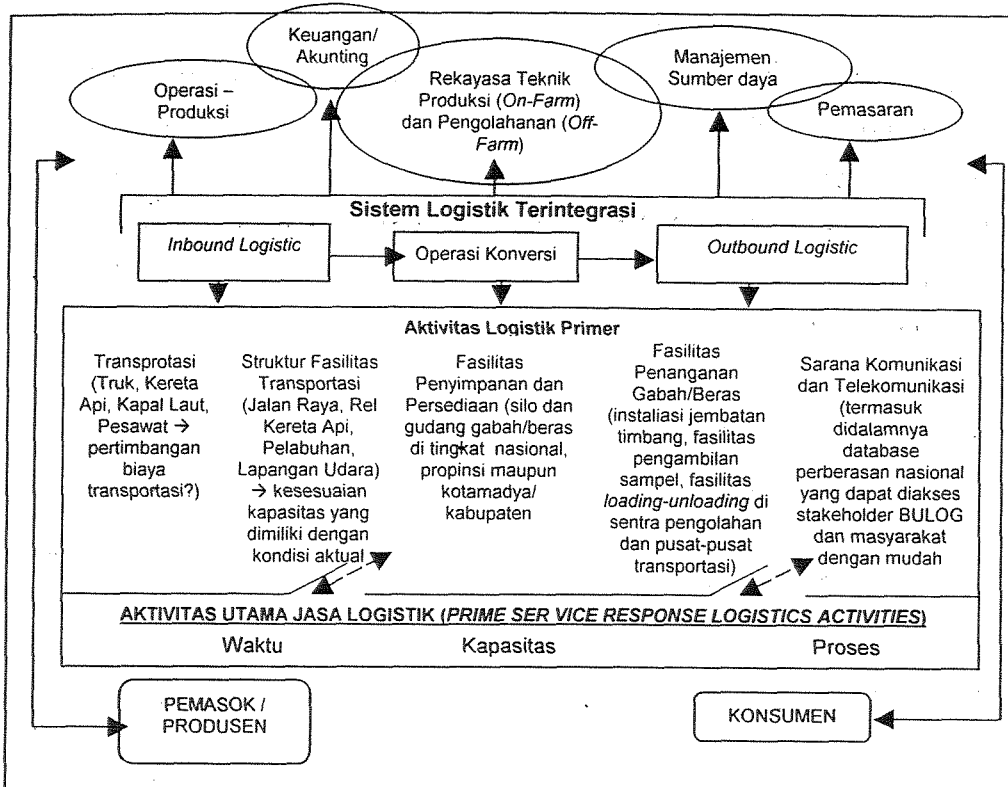 Keuangan/
Akunting
Operasi –
Produksi
Rekayasa Teknik
Produksi (On-Farm)
dan Pengolahanan (Off-
Farm)
Manajemen
Sumber daya
Pemasaran
Sistem Logistik Terintegrasi
Inbound Logistic
Operasi Konversi
Outbound Logistic
Aktivitas Logistik Primer
Transprotasi
(Truk, Kereta
Api, Kapal Laut,
Pesawat →
pertimbangan
biaya
transportasi?)
Struktur Fasilitas
Transportasi
(Jalan Raya, Rel
Kereta Api,
Pelabuhan,
Lapangan Udara)
→ kesesuaian
kapasitas yang
dimiliki dengan
kondisi aktual
Fasilitas
Penyimpanan dan
Persediaan (silo dan
gudang gabah/beras
di tingkat nasional,
propinsi maupun
kotamadya/
kabupaten
Fasilitas
Penanganan
Gabah/Beras
(instaliasi jembatan
timbang, fasilitas
pengambilan
sampel, fasilitas
loading-unloading di
sentra pengolahan
dan pusat-pusat
transportasi)
Sarana Komunikasi
dan Telekomunikasi
(termasuk
didalamnya
database
perberasan nasional
yang dapat diakses
stakeholder BULOG
dan masyarakat
dengan mudah
AKTIVITAS UTAMA JASA LOGISTIK (PRIME SER VICE RESPONSE LOGISTICS ACTIVITIES)
Waktu Kapasitas Proses
PEMASOK /
PRODUSEN
KONSUMEN